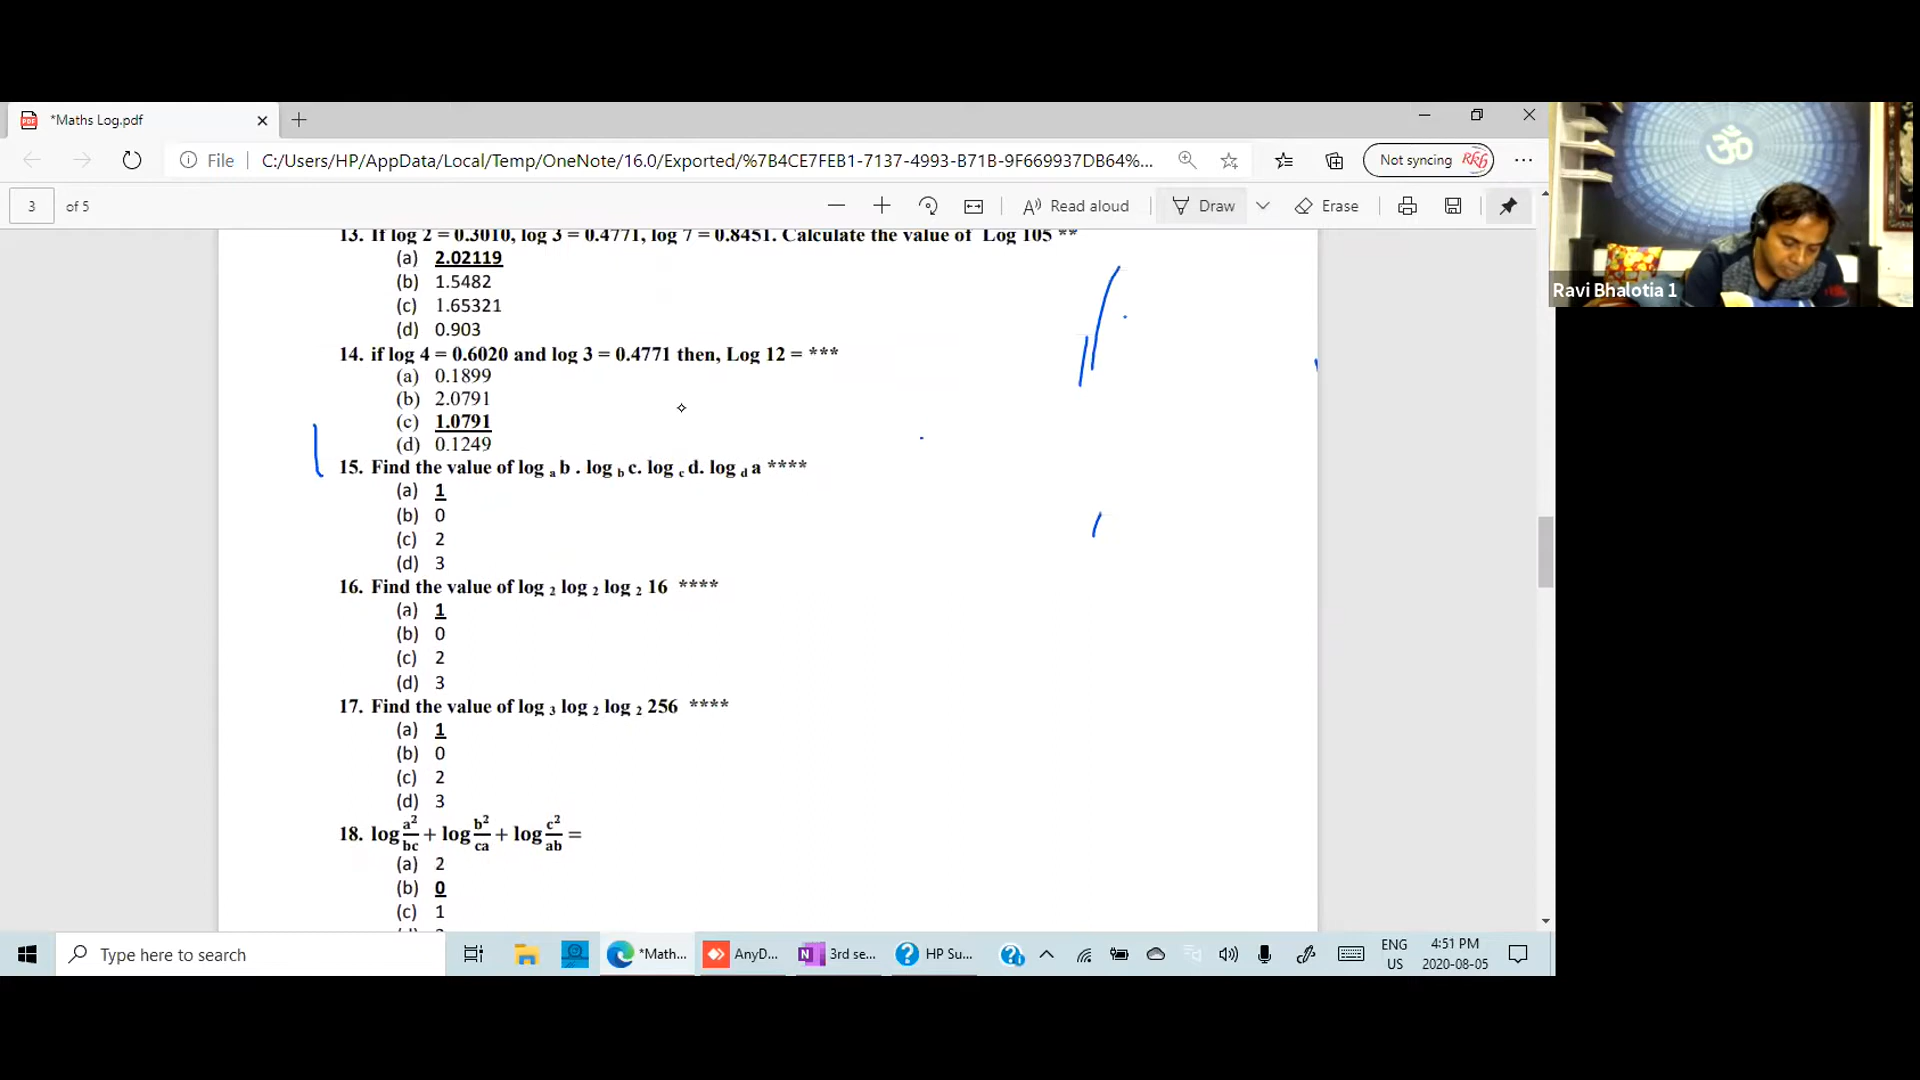 *Maths Log.pdf
File
C:/Users/HP/AppData/Local/Temp/OneNote/16.0/Exported/%7B4CE7FEB1-7137-4993-B71B-9F669937DB64%...
Not syncing
3 of 5
Read aloud
Draw
Erase
13. If log 2 = 0.3010, log 3 = 0.4771, log 7 = 0.8451. Calculate the value of Log 105 **
(a) 2.02119
(b) 1.5482
(c) 1.65321
(d) 0.903
14. if log 4 = 0.6020 and log 3 = 0.4771 then, Log 12 = ***
(a) 0.1899
(b) 2.0791
(c) 1.0791
(d) 0.1249
15. Find the value of log a b . log b c. log c d. log d a ****
(a) 1
(b) 0
(c) 2
(d) 3
16. Find the value of log 2 log 2 log 2 16 ****
(a) 1
(b) 0
(c) 2
(d) 3
17. Find the value of log 3 log 2 log 2 256 ****
(a) 1
(b) 0
(c) 2
(d) 3
18. log a²/bc + log b²/ca + log c²/ab =
(a) 2
(b) 0
(c) 1
Ravi Bhalotia 1
Type here to search
*Math...
AnyD...
3rd se...
HP Su...
ENG
US
4:51 PM
2020-08-05